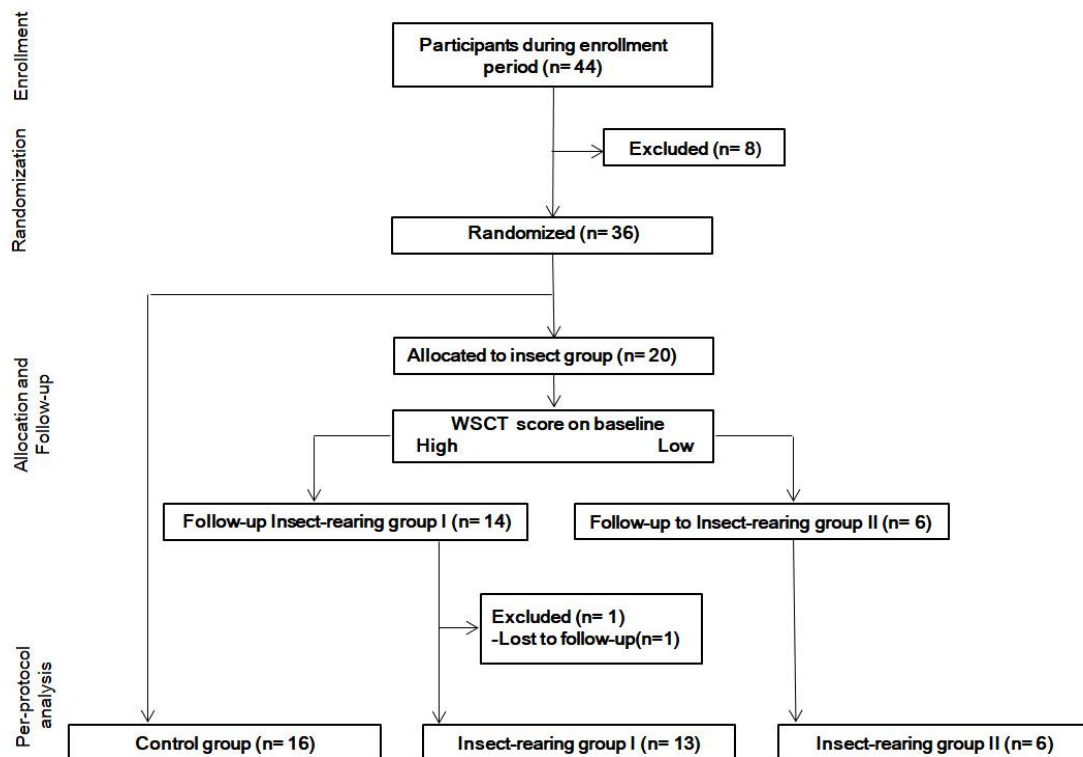 Enrollment
Participants during enrollment
period (n= 44)
Randomization
Excluded (n= 8)
Randomized (n= 36)
Allocation and
Follow-up
Allocated to insect group (n= 20)
WSCT score on baseline
High Low
Follow-up Insect-rearing group I (n= 14)
Follow-up to Insect-rearing group II (n= 6)
Excluded (n= 1)
-Lost to follow-up(n=1)
Per-protocol
analysis
Control group (n= 16)
Insect-rearing group I (n= 13)
Insect-rearing group II (n= 6)